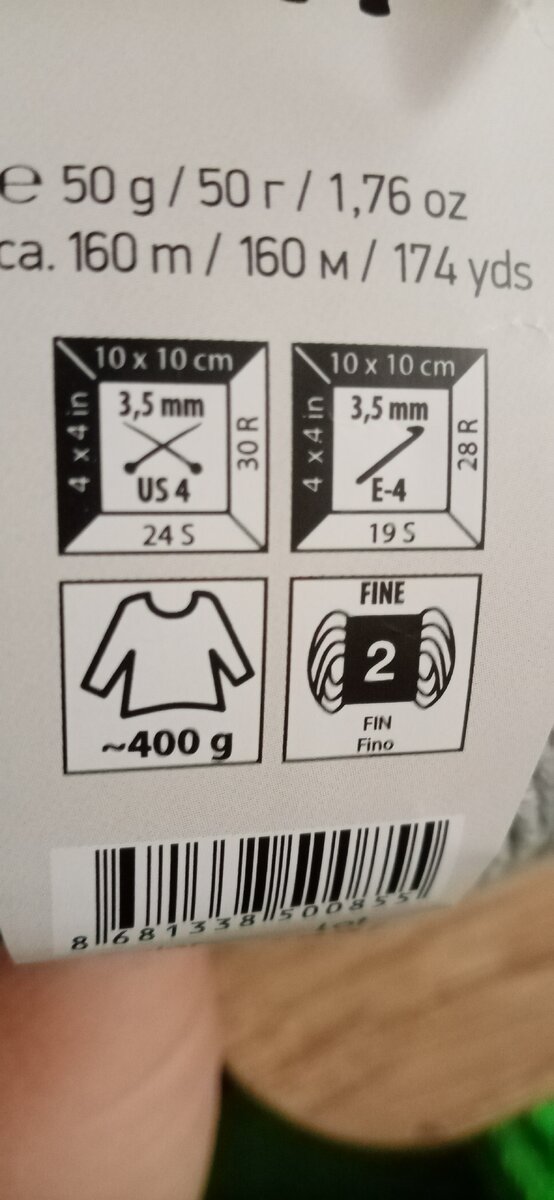 e 50 g / 50 г / 1,76 oz
ca. 160 m / 160 м / 174 yds
10 x 10 cm
4 x 4 in
3,5 mm
US 4
30 R
24 S
10 x 10 cm
4 x 4 in
3,5 mm
E-4
28 R
19 S
~400 g
FINE
2
FIN
Fino
8 681338 500855